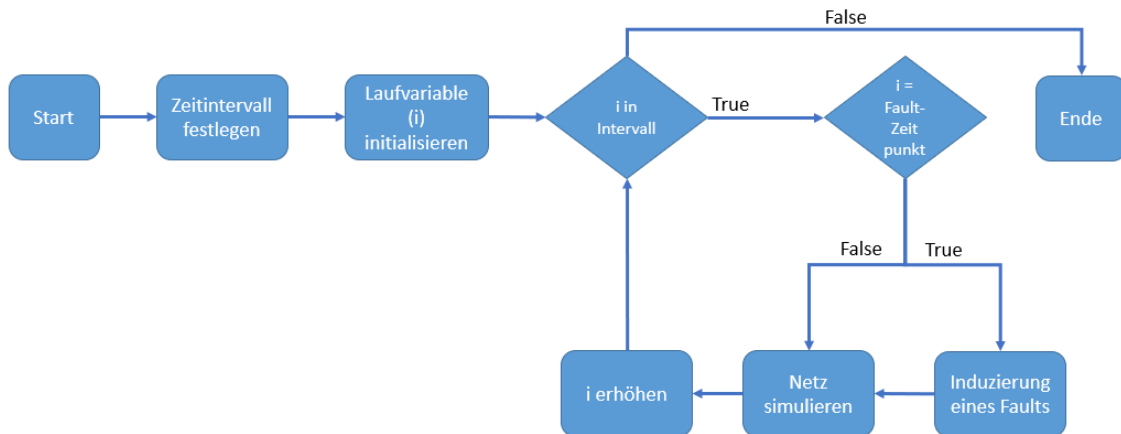 False
Start
Zeitintervall
festlegen
Laufvariable
(i)
initialisieren
i in
Intervall
True
i =
Fault-
Zeit
punkt
Ende
False
True
i erhöhen
Netz
simulieren
Induzierung
eines Faults